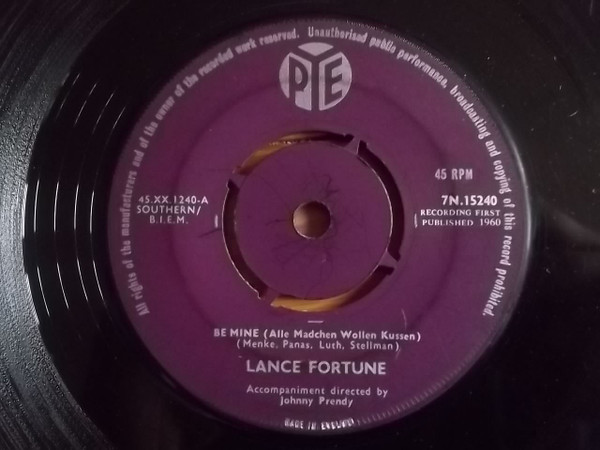 All rights of the manufacturers and of the owner of the recorded work reserved. Unauthorised public performance, broadcasting and copying of this record prohibited.
PYE
45 RPM
45.XX.1240-A
SOUTHERN/
B.I.E.M.
7N.15240
RECORDING FIRST
PUBLISHED 1960
BE MINE (Alle Madchen Wollen Kussen)
(Menke, Panas, Luth, Stellman)
LANCE FORTUNE
Accompaniment directed by
Johnny Prendy
MADE IN ENGLAND